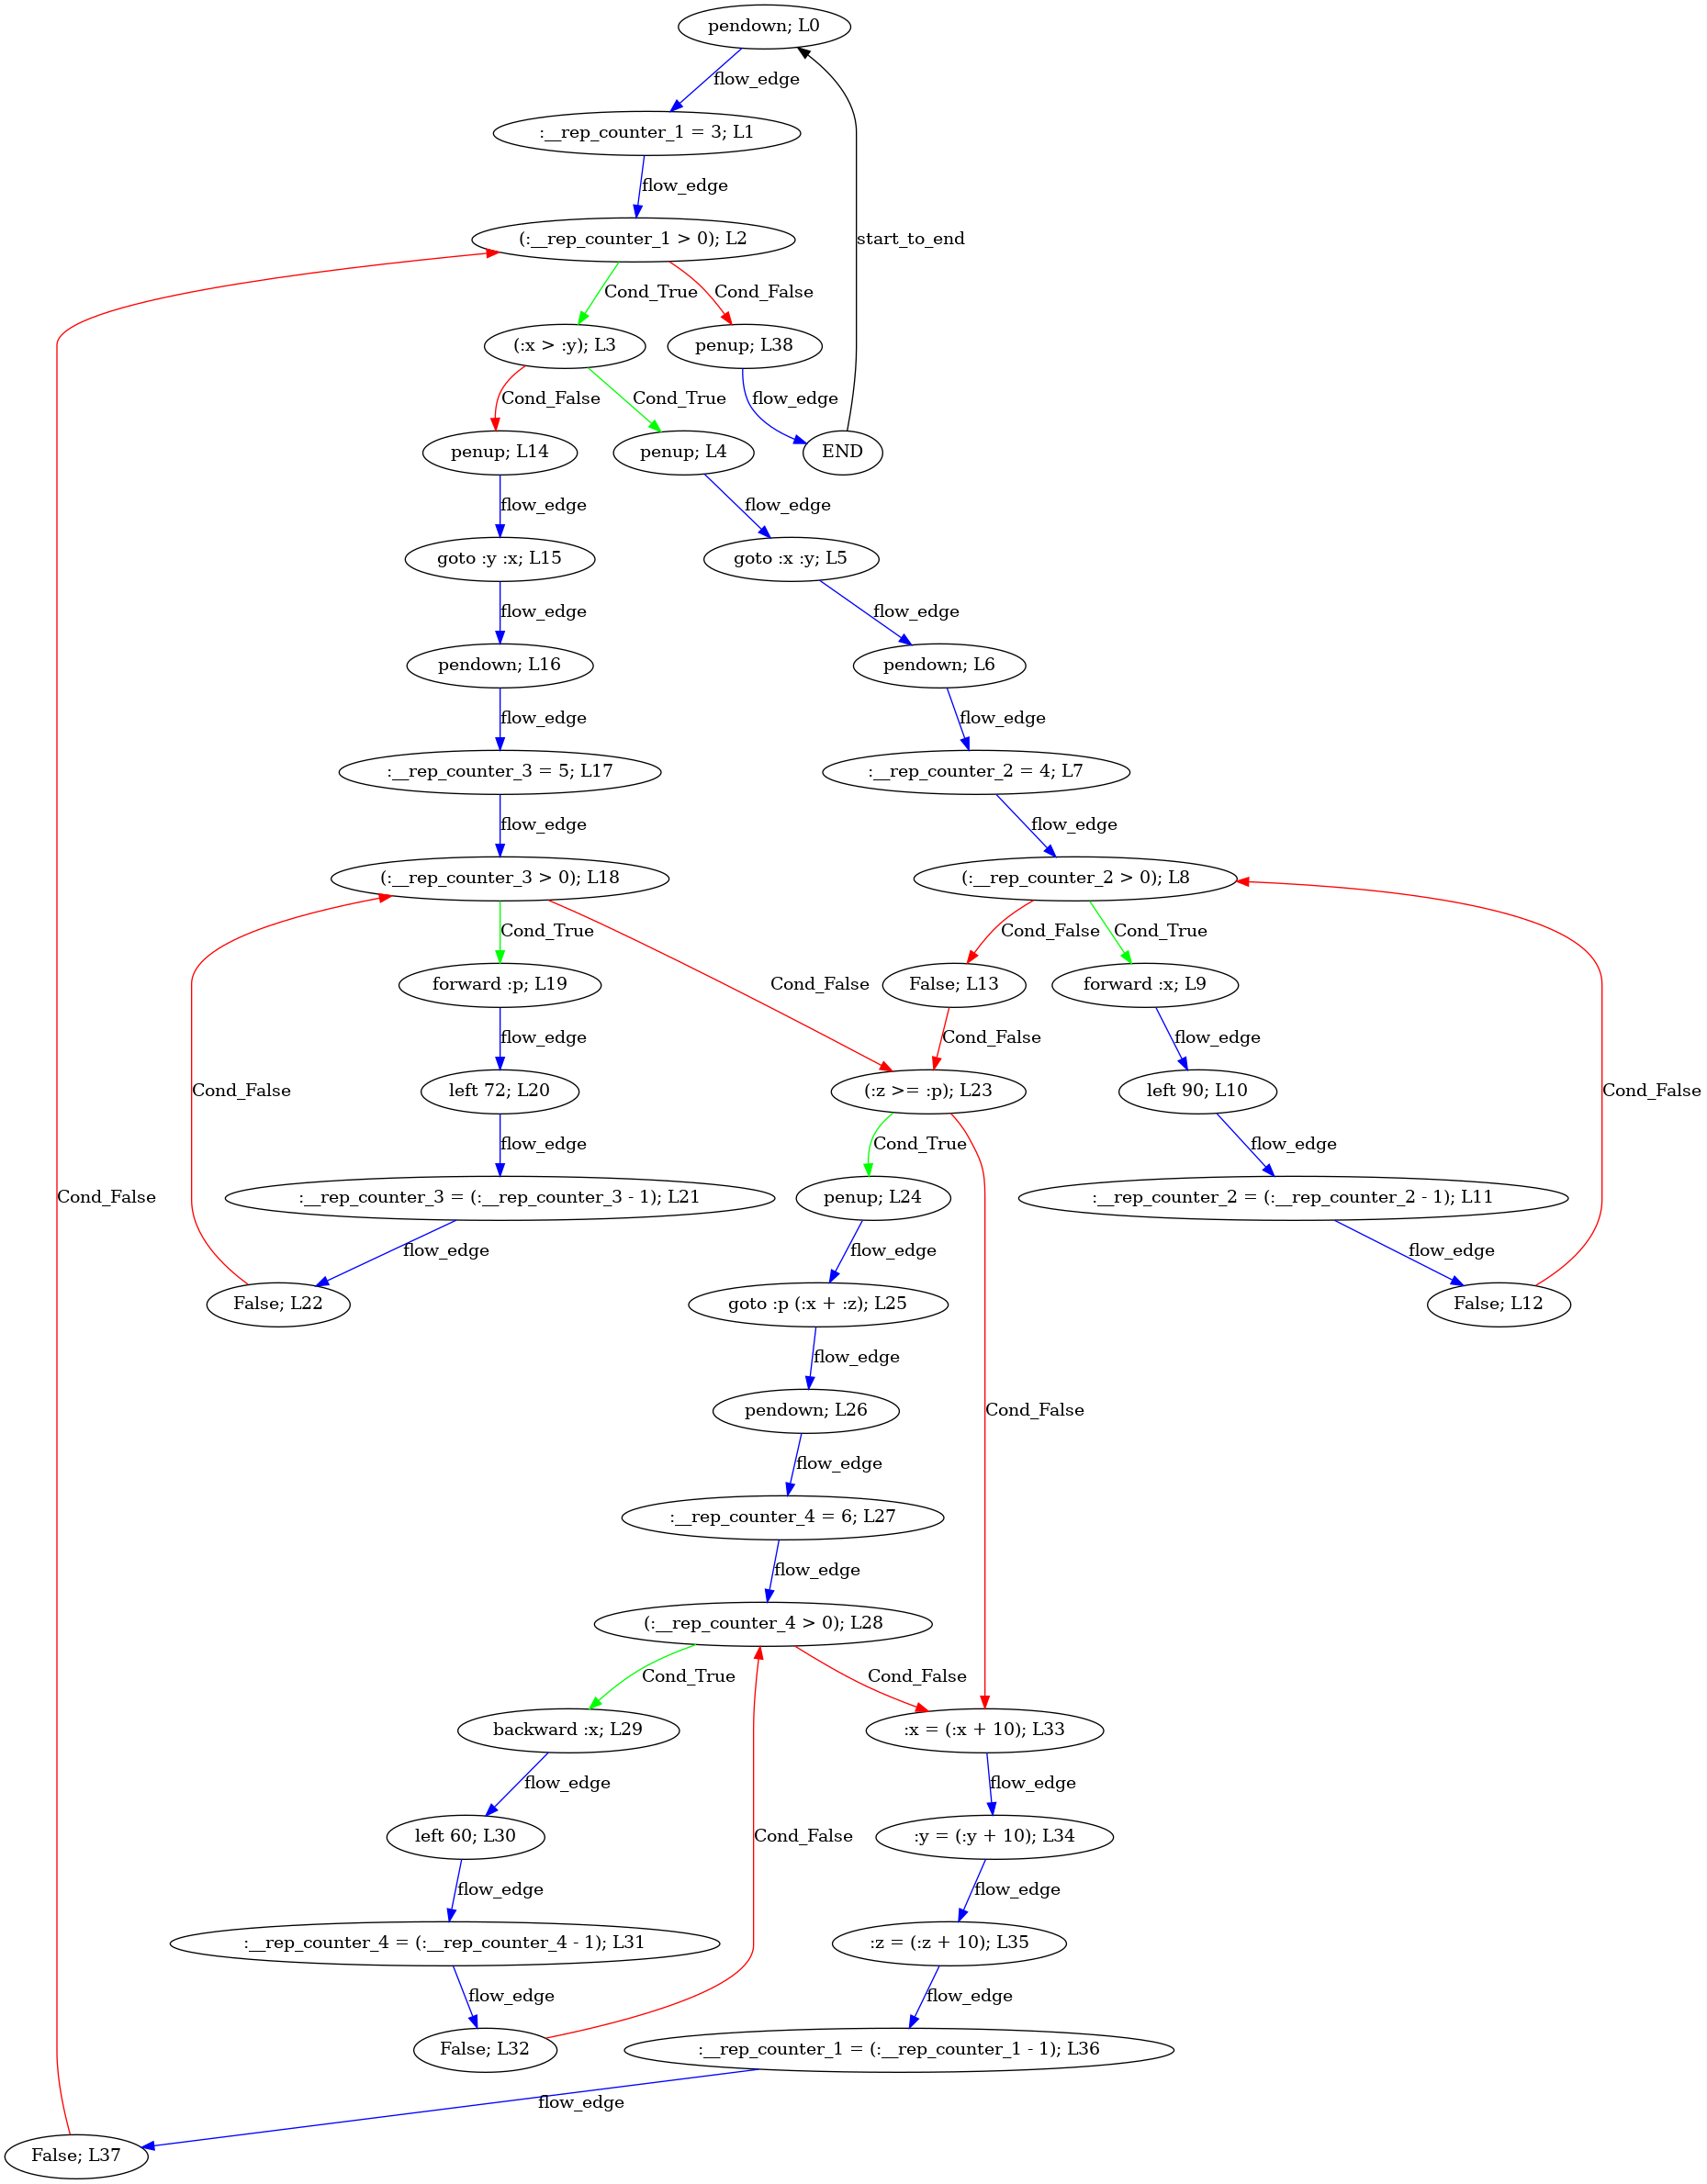 pendown; L0
flow_edge
:__rep_counter_1 = 3; L1
flow_edge
(:__rep_counter_1 > 0); L2
start_to_end
Cond_True
Cond_False
(:x > :y); L3
penup; L38
Cond_False
Cond_True
flow_edge
penup; L14
penup; L4
END
flow_edge
flow_edge
goto :y :x; L15
goto :x :y; L5
flow_edge
flow_edge
pendown; L16
pendown; L6
flow_edge
flow_edge
:__rep_counter_3 = 5; L17
:__rep_counter_2 = 4; L7
flow_edge
flow_edge
(:__rep_counter_3 > 0); L18
(:__rep_counter_2 > 0); L8
Cond_True
Cond_False
Cond_True
Cond_False
forward :p; L19
False; L13
forward :x; L9
flow_edge
Cond_False
flow_edge
Cond_False
left 72; L20
(:z >= :p); L23
left 90; L10
Cond_False
flow_edge
Cond_True
flow_edge
Cond_False
:__rep_counter_3 = (:__rep_counter_3 - 1); L21
penup; L24
:__rep_counter_2 = (:__rep_counter_2 - 1); L11
flow_edge
flow_edge
flow_edge
False; L22
goto :p (:x + :z); L25
False; L12
flow_edge
pendown; L26
Cond_False
flow_edge
:__rep_counter_4 = 6; L27
flow_edge
(:__rep_counter_4 > 0); L28
Cond_True
Cond_False
backward :x; L29
:x = (:x + 10); L33
flow_edge
flow_edge
left 60; L30
Cond_False
:y = (:y + 10); L34
flow_edge
flow_edge
:__rep_counter_4 = (:__rep_counter_4 - 1); L31
:z = (:z + 10); L35
flow_edge
flow_edge
False; L32
:__rep_counter_1 = (:__rep_counter_1 - 1); L36
flow_edge
False; L37